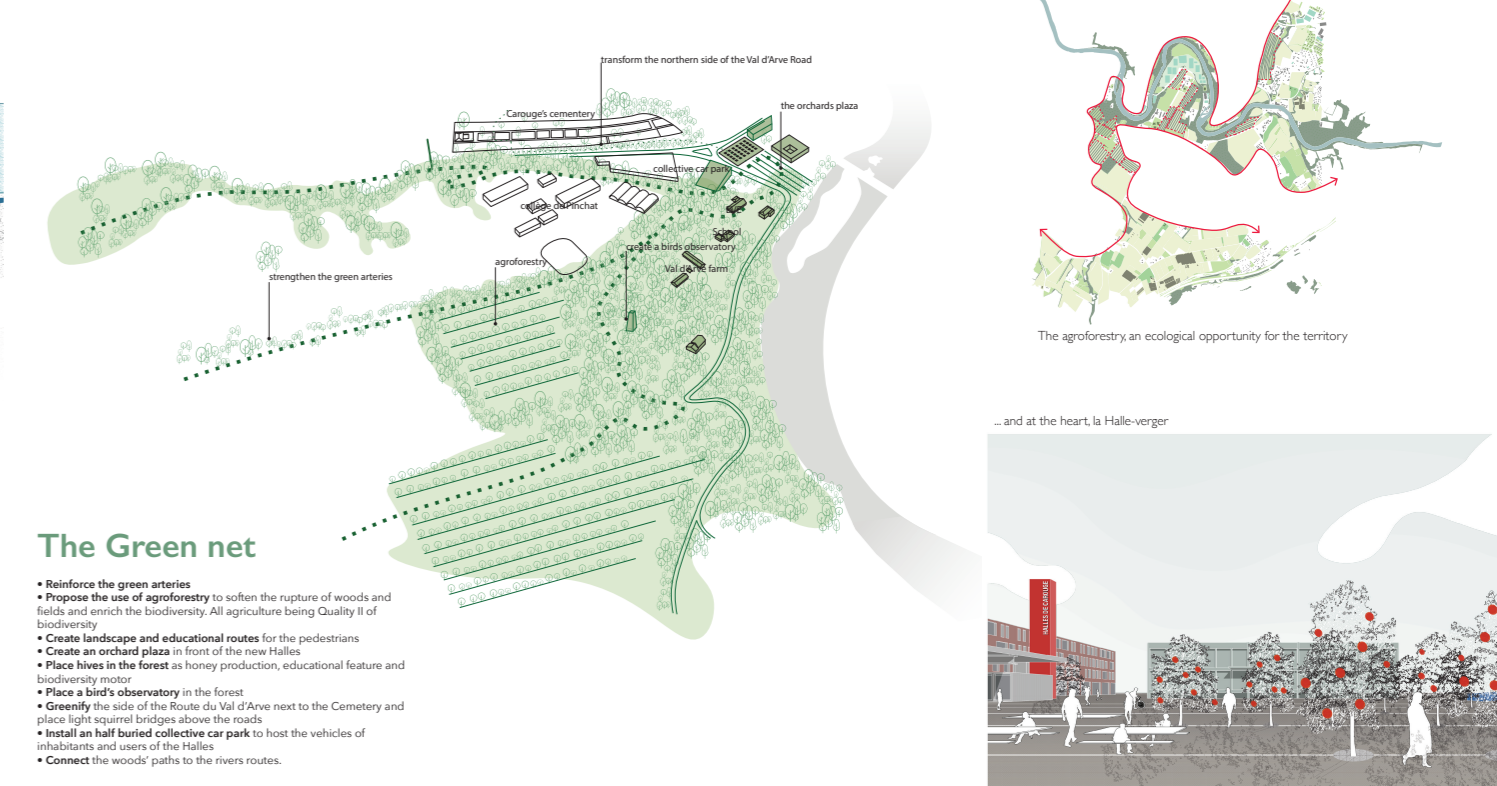 transform the northern side of the Val d'Arve Road
the orchards plaza
Carouge's cementery
collective car park
collège de Pinchat
School
create a birds observatory
agroforestry
Val d'Arve farm
strengthen the green arteries
The Green net
• Reinforce the green arteries
• Propose the use of agroforestry to soften the rupture of woods and
fields and enrich the biodiversity. All agriculture being Quality II of
biodiversity
• Create landscape and educational routes for the pedestrians
• Create an orchard plaza in front of the new Halles
• Place hives in the forest as honey production, educational feature and
biodiversity motor
• Place a bird's observatory in the forest
• Greenify the side of the Route du Val d'Arve next to the Cemetery and
place light squirrel bridges above the roads
• Install an half buried collective car park to host the vehicles of
inhabitants and users of the Halles
• Connect the woods' paths to the rivers routes.
The agroforestry, an ecological opportunity for the territory
... and at the heart, la Halle-verger
HALLES DE CAROUGE